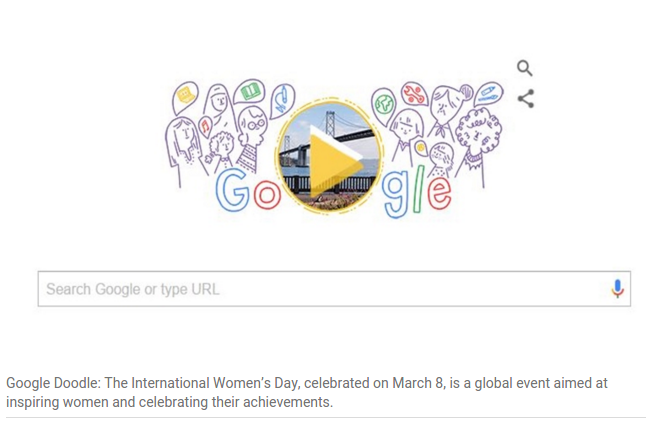 Google
Search Google or type URL
Google Doodle: The International Women's Day, celebrated on March 8, is a global event aimed at
inspiring women and celebrating their achievements.